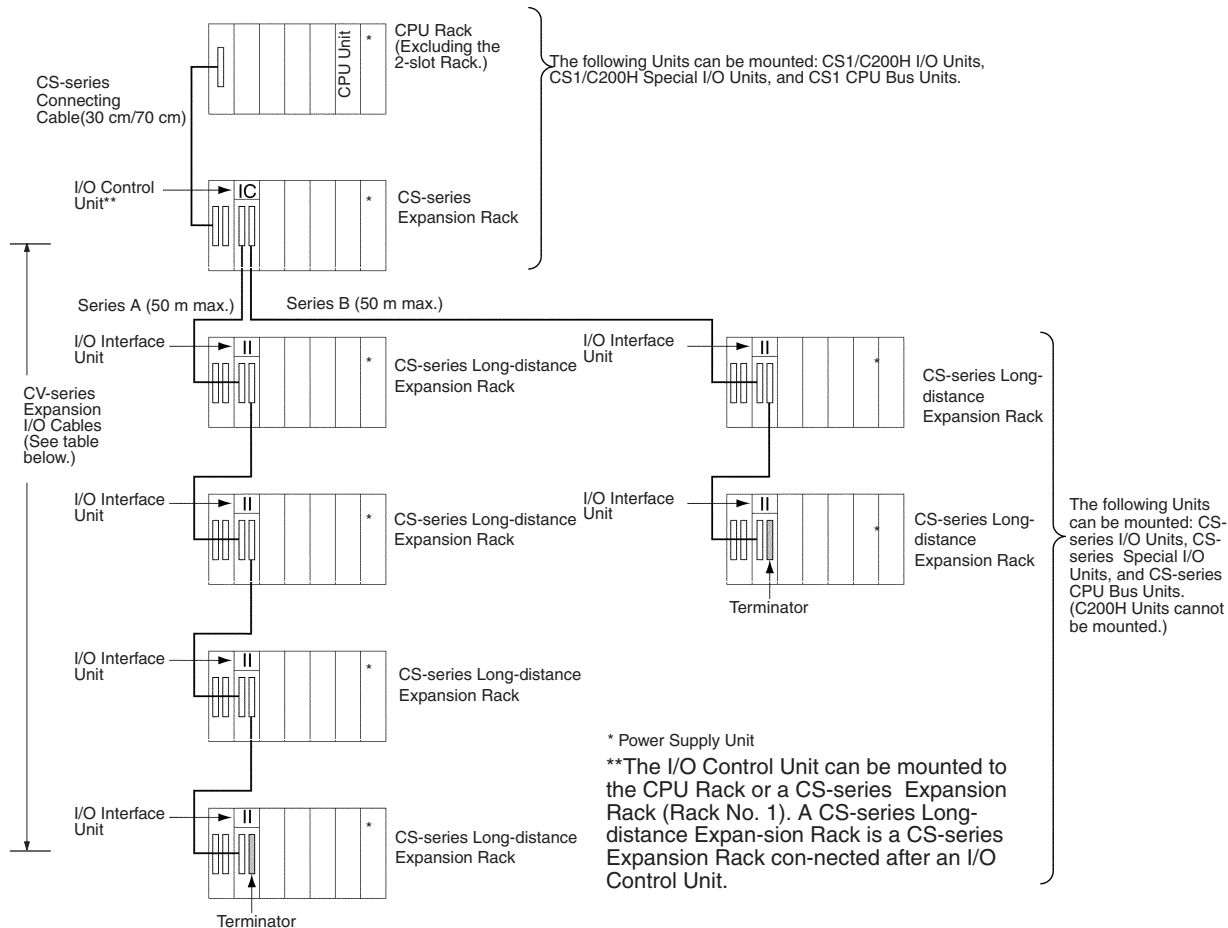 CPU Unit
*
CPU Rack
(Excluding the
2-slot Rack.)
The following Units can be mounted: CS1/C200H I/O Units,
CS1/C200H Special I/O Units, and CS1 CPU Bus Units.
CS-series
Connecting
Cable(30 cm/70 cm)
I/O Control
Unit**
IC
*
CS-series
Expansion Rack
Series A (50 m max.)
Series B (50 m max.)
CV-series
Expansion
I/O Cables
(See table
below.)
I/O Interface
Unit
II
*
CS-series Long-distance
Expansion Rack
I/O Interface
Unit
II
*
CS-series Long-
distance
Expansion Rack
I/O Interface
Unit
II
*
CS-series Long-distance
Expansion Rack
I/O Interface
Unit
II
*
CS-series Long-
distance
Expansion Rack
Terminator
The following Units
can be mounted: CS-
series I/O Units, CS-
series Special I/O
Units, and CS-series
CPU Bus Units.
(C200H Units cannot
be mounted.)
I/O Interface
Unit
II
*
CS-series Long-distance
Expansion Rack
I/O Interface
Unit
II
*
CS-series Long-distance
Expansion Rack
Terminator
* Power Supply Unit
**The I/O Control Unit can be mounted to
the CPU Rack or a CS-series Expansion
Rack (Rack No. 1). A CS-series Long-
distance Expan-sion Rack is a CS-series
Expansion Rack con-nected after an I/O
Control Unit.